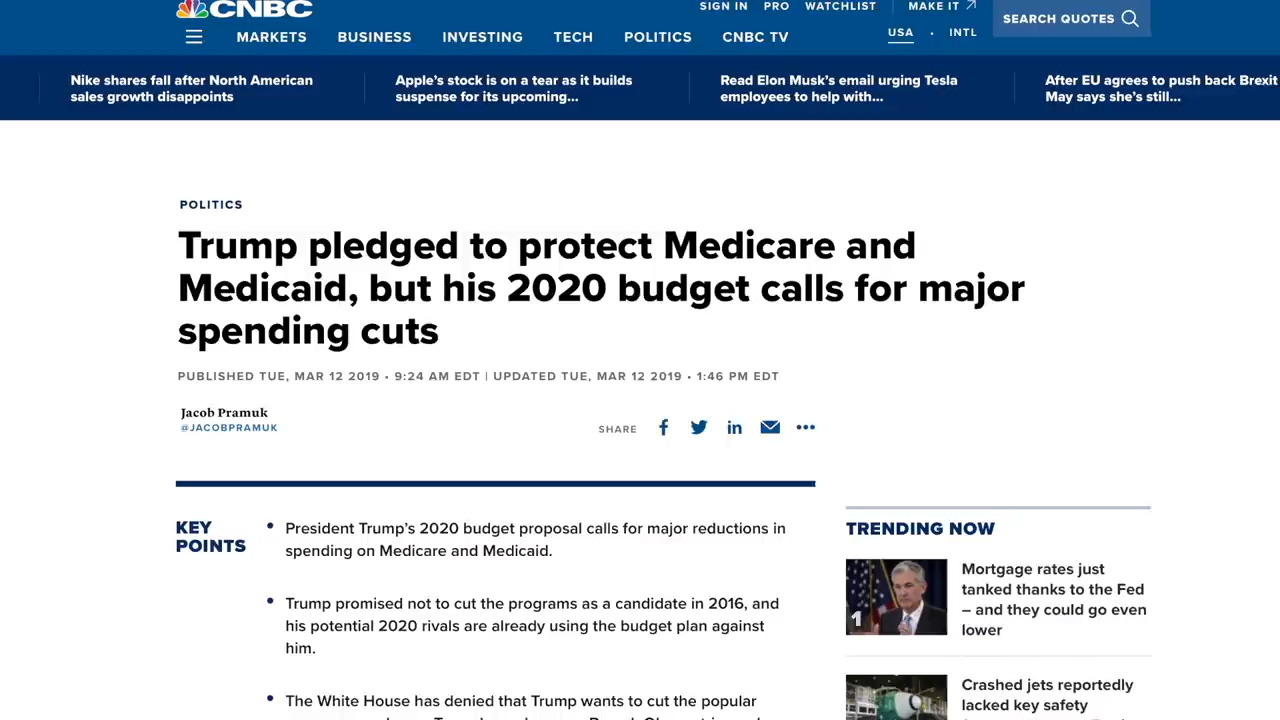 CNBC
SIGN IN PRO WATCHLIST MAKE IT
SEARCH QUOTES
MARKETS BUSINESS INVESTING TECH POLITICS CNBC TV
USA · INTL
Nike shares fall after North American
sales growth disappoints
Apple's stock is on a tear as it builds
suspense for its upcoming...
Read Elon Musk's email urging Tesla
employees to help with...
After EU agrees to push back Brexit
May says she's still...
POLITICS
Trump pledged to protect Medicare and
Medicaid, but his 2020 budget calls for major
spending cuts
PUBLISHED TUE, MAR 12 2019 • 9:24 AM EDT | UPDATED TUE, MAR 12 2019 • 1:46 PM EDT
Jacob Pramuk
@JACOBPRAMUK
SHARE
KEY
POINTS
• President Trump's 2020 budget proposal calls for major reductions in
spending on Medicare and Medicaid.
• Trump promised not to cut the programs as a candidate in 2016, and
his potential 2020 rivals are already using the budget plan against
him.
• The White House has denied that Trump wants to cut the popular
TRENDING NOW
1
Mortgage rates just
tanked thanks to the Fed
– and they could go even
lower
Crashed jets reportedly
lacked key safety